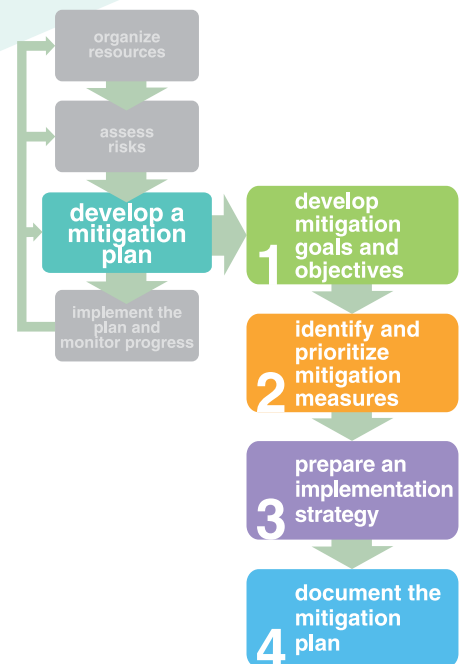 organize
resources
assess
risks
develop a
mitigation
plan
implement the
plan and
monitor progress
1
develop
mitigation
goals and
objectives
2
identify and
prioritize
mitigation
measures
3
prepare an
implementation
strategy
4
document the
mitigation
plan